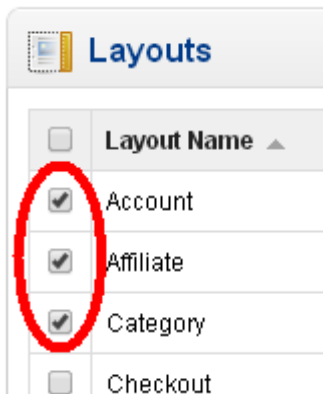 Layouts
Layout Name
Account
Affiliate
Category
Checkout